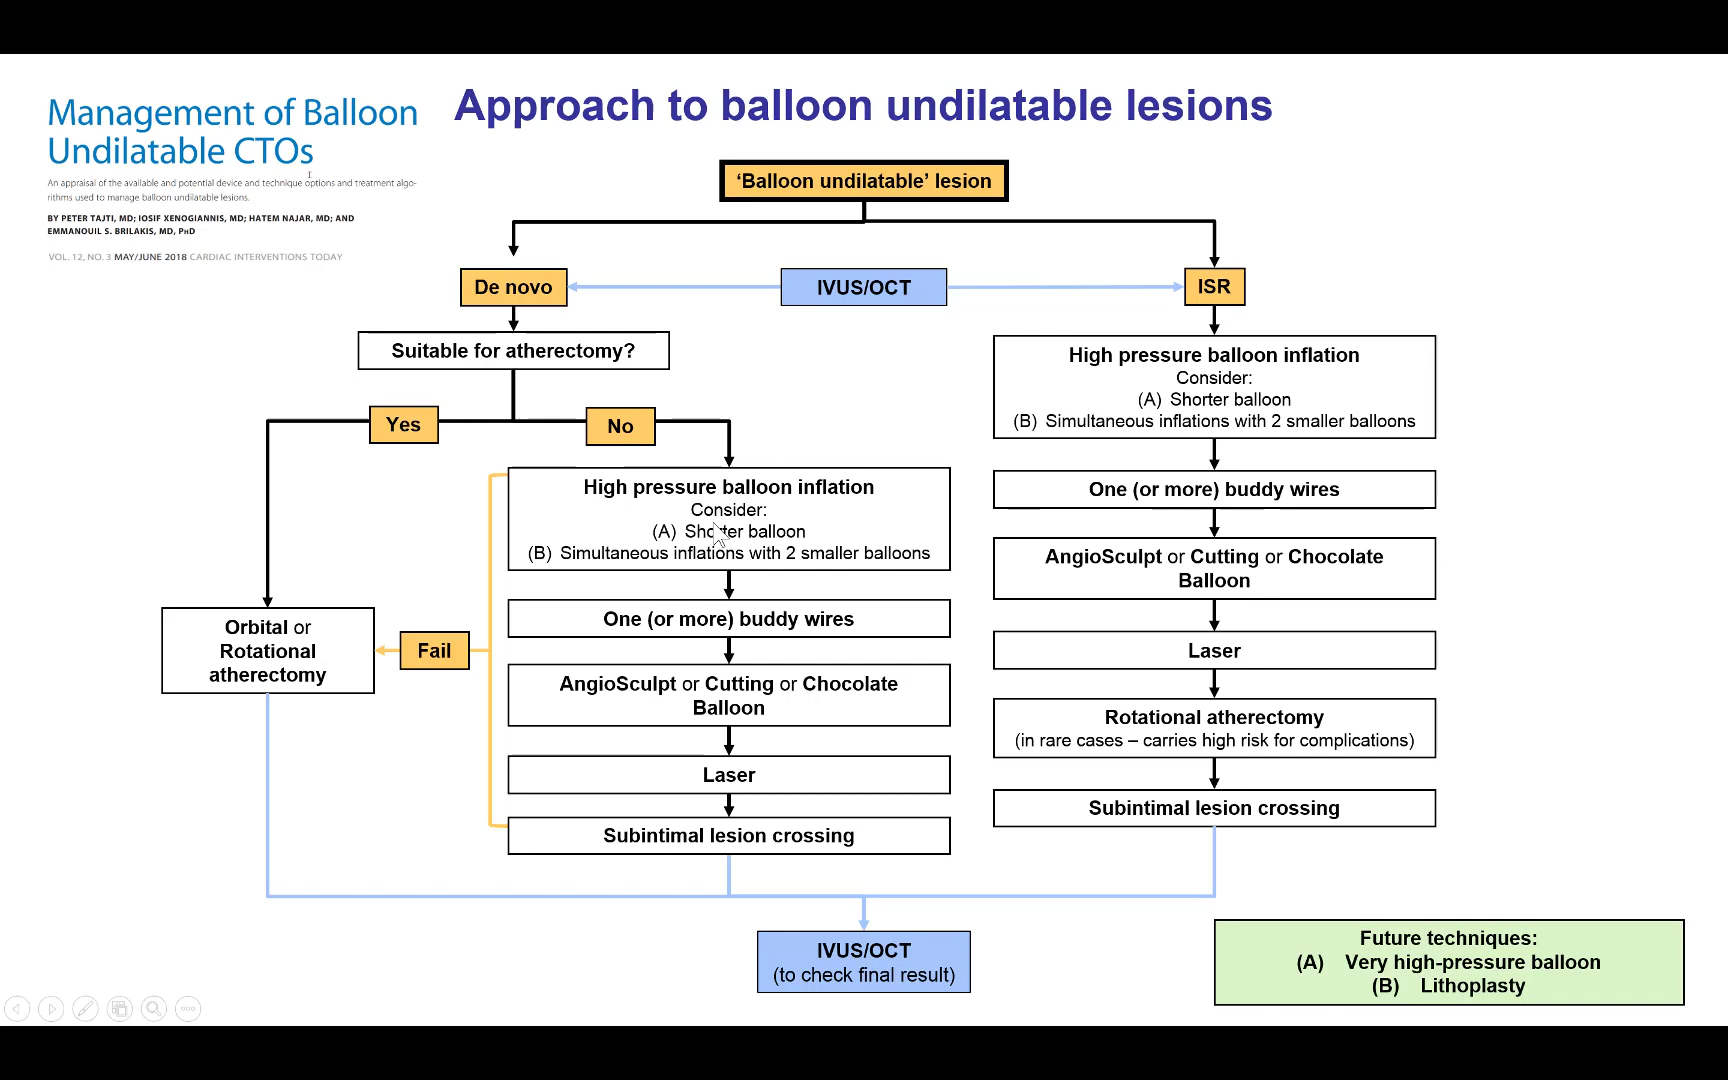 Management of Balloon
Undilatable CTOs
An appraisal of the available and potential device and technique options and treatment algo-
rithms used to manage balloon undilatable lesions.
BY PETER TAJTI, MD; IOSIF XENOGIANNIS, MD; HATEM NAJAR, MD; AND
EMMANOUIL S. BRILAKIS, MD, PhD
VOL. 12, NO. 3 MAY/JUNE 2018 CARDIAC INTERVENTIONS TODAY
Approach to balloon undilatable lesions
‘Balloon undilatable’ lesion
De novo
IVUS/OCT
ISR
Suitable for atherectomy?
Yes
No
High pressure balloon inflation
Consider:
(A) Shorter balloon
(B) Simultaneous inflations with 2 smaller balloons
One (or more) buddy wires
AngioSculpt or Cutting or Chocolate
Balloon
Laser
Subintimal lesion crossing
Fail
Orbital or
Rotational
atherectomy
High pressure balloon inflation
Consider:
(A) Shorter balloon
(B) Simultaneous inflations with 2 smaller balloons
One (or more) buddy wires
AngioSculpt or Cutting or Chocolate
Balloon
Laser
Rotational atherectomy
(in rare cases – carries high risk for complications)
Subintimal lesion crossing
IVUS/OCT
(to check final result)
Future techniques:
(A) Very high-pressure balloon
(B) Lithoplasty